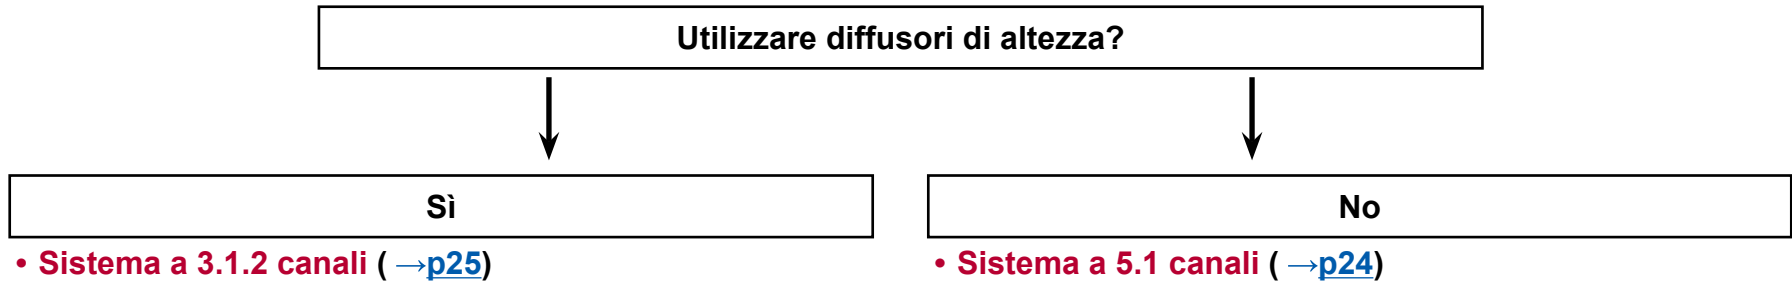 Utilizzare diffusori di altezza?
Sì
No
• Sistema a 3.1.2 canali ( →p25)
• Sistema a 5.1 canali ( →p24)